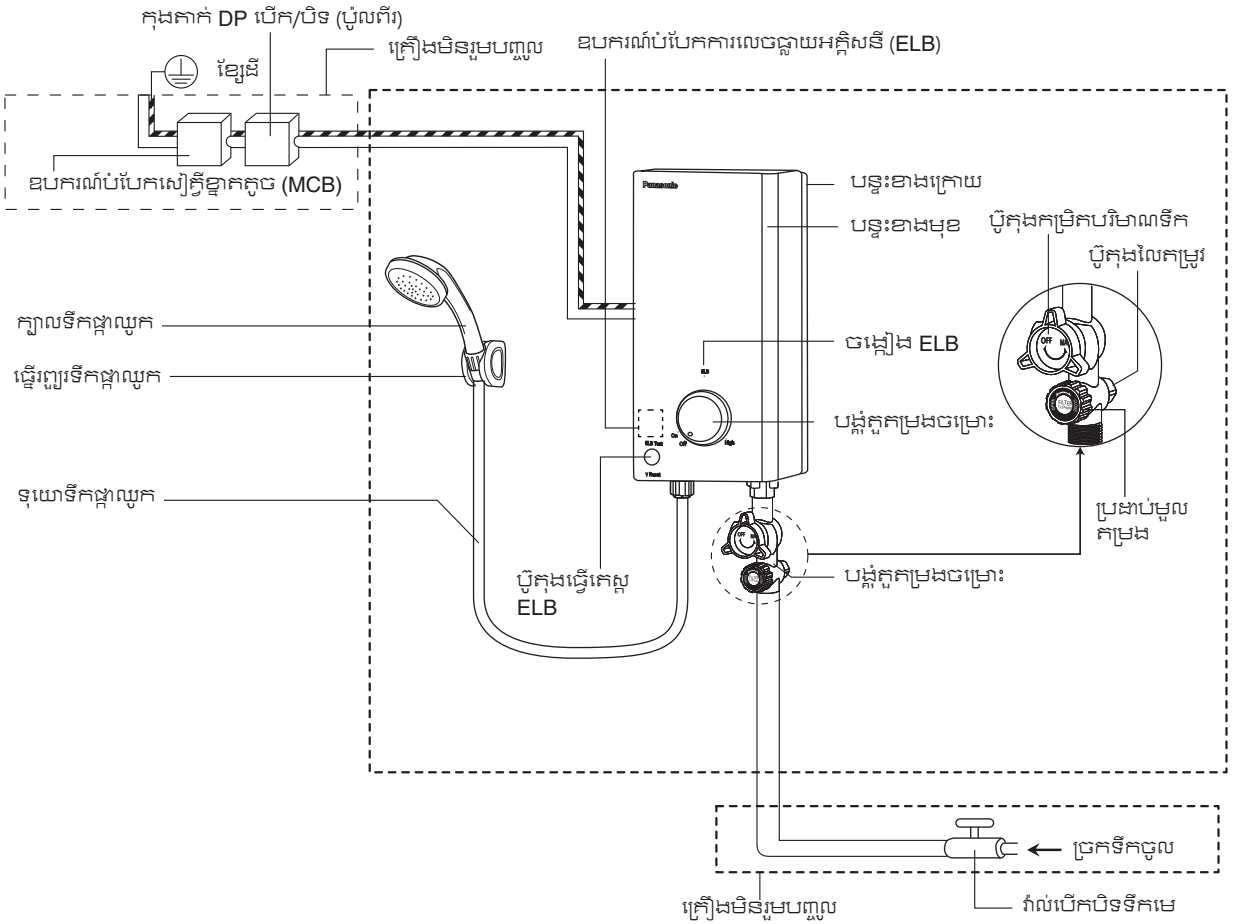 កុងតាក់ DP បើក/បិទ (ប៉ូលពីរ)
គ្រឿងមិនរួមបញ្ចូល
ឧបករណ៍បំបែកការលេចធ្លាយអគ្គិសនី (ELB)
ខ្សែដី
ឧបករណ៍បំបែកសៀគ្វីខ្នាតតូច (MCB)
Panasonic
បន្ទះខាងក្រោយ
បន្ទះខាងមុខ
ប៊ូតុងកម្រិតបរិមាណទឹក
ប៊ូតុងលៃតម្រូវ
ក្បាលទឹកផ្កាឈូក
ធ្នើរព្យួរទឹកផ្កាឈូក
ចង្កៀង ELB
ELB
OFF
FILTER
បង្គុំតួតម្រងចម្រោះ
ELB Test
On
Off
High
Reset
ទុយោទឹកផ្កាឈូក
ប្រដាប់មួល
តម្រង
OFF
ប៊ូតុងធ្វើតេស្ត
ELB
បង្គុំតួតម្រងចម្រោះ
ច្រកទឹកចូល
គ្រឿងមិនរួមបញ្ចូល
វ៉ាល់បើកបិទទឹកមេ